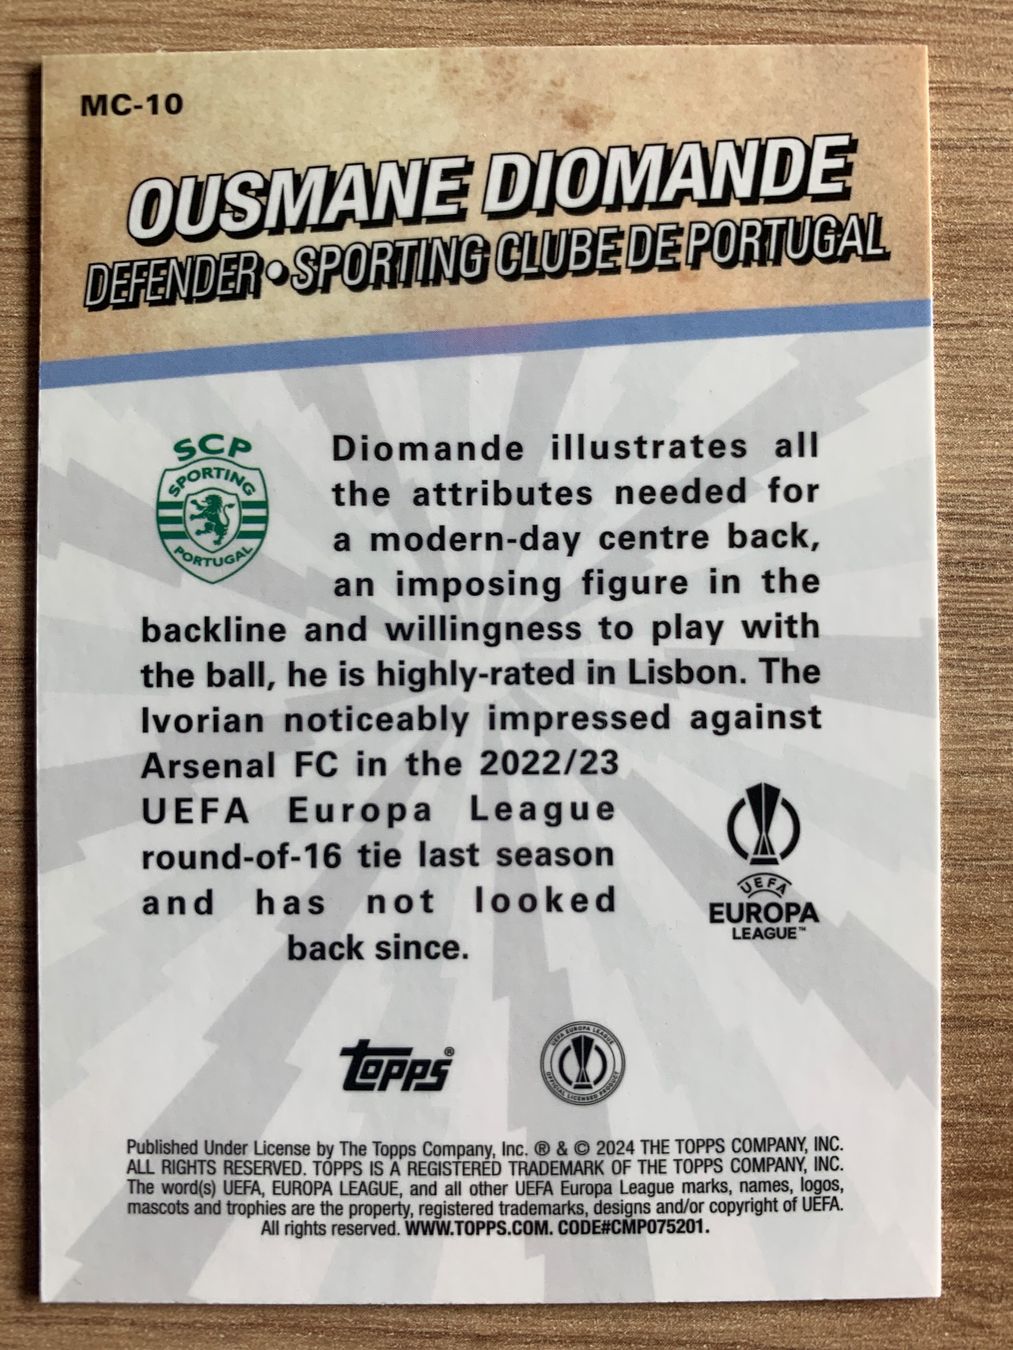 MC-10
OUSMANE DIOMANDE
DEFENDER • SPORTING CLUBE DE PORTUGAL
SCP
SPORTING
PORTUGAL
Diomande illustrates all
the attributes needed for
a modern-day centre back,
an imposing figure in the
backline and willingness to play with
the ball, he is highly-rated in Lisbon. The
Ivorian noticeably impressed against
Arsenal FC in the 2022/23
UEFA Europa League
round-of-16 tie last season
and has not looked
back since.
UEFA
EUROPA
LEAGUE™
topps®
UEFA EUROPA LEAGUE
OFFICIAL LICENSED PRODUCT
Published Under License by The Topps Company, Inc. ® & © 2024 THE TOPPS COMPANY, INC.
ALL RIGHTS RESERVED. TOPPS IS A REGISTERED TRADEMARK OF THE TOPPS COMPANY, INC.
The word(s) UEFA, EUROPA LEAGUE, and all other UEFA Europa League marks, names, logos,
mascots and trophies are the property, registered trademarks, designs and/or copyright of UEFA.
All rights reserved. WWW.TOPPS.COM. CODE#CMP075201.